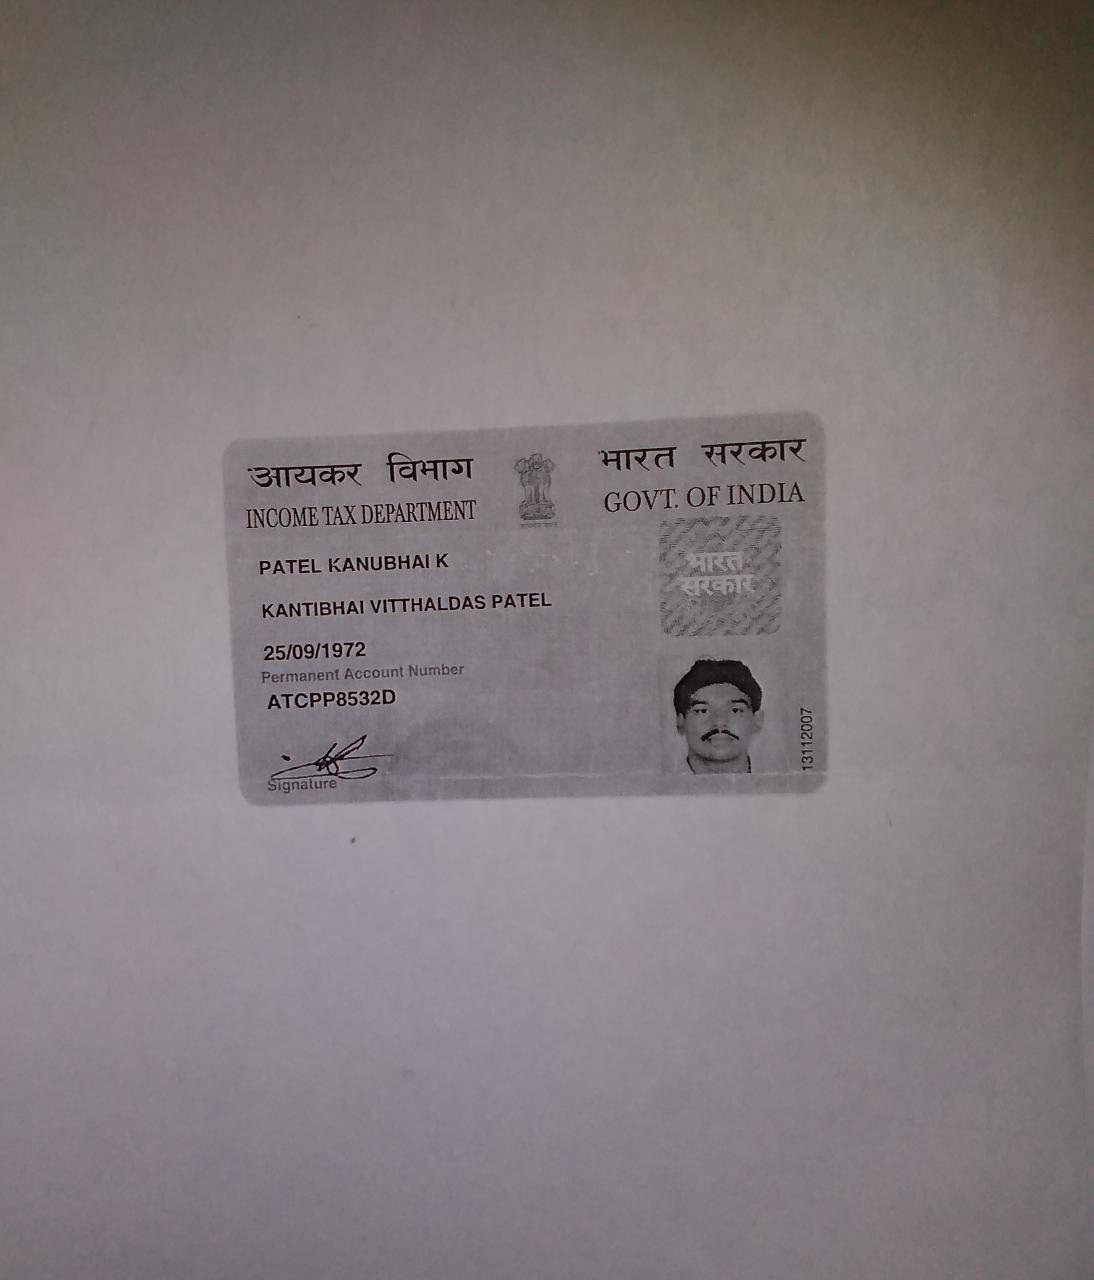 आयकर विभाग
INCOME TAX DEPARTMENT
भारत सरकार
GOVT. OF INDIA
भारत
सरकार
PATEL KANUBHAI K
KANTIBHAI VITTHALDAS PATEL
25/09/1972
Permanent Account Number
ATCPP8532D
Signature
13112007